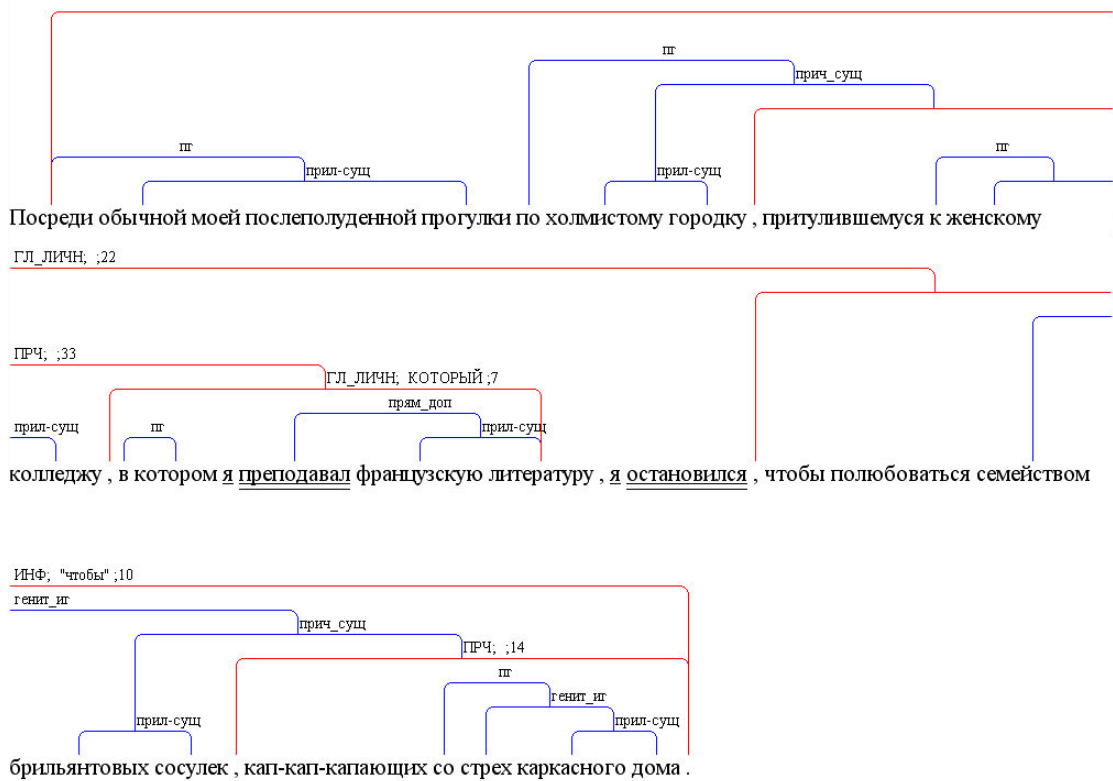 пг
прич_сущ
пг прил-сущ прил-сущ пг
Посреди обычной моей послеполуденной прогулки по холмистому городку , притулившемуся к женскому
ГЛ_ЛИЧН; ;22
ПРЧ; ;33
ГЛ_ЛИЧН; КОТОРЫЙ ;7
прям_доп
прил-сущ пг прил-сущ
колледжу , в котором я преподавал французскую литературу , я остановился , чтобы полюбоваться семейством
ИНФ; "чтобы" ;10
генит_иг
прич_сущ
ПРЧ; ;14
пг
генит_иг
прил-сущ прил-сущ
брильянтовых сосулек , кап-кап-капающих со стрех каркасного дома .